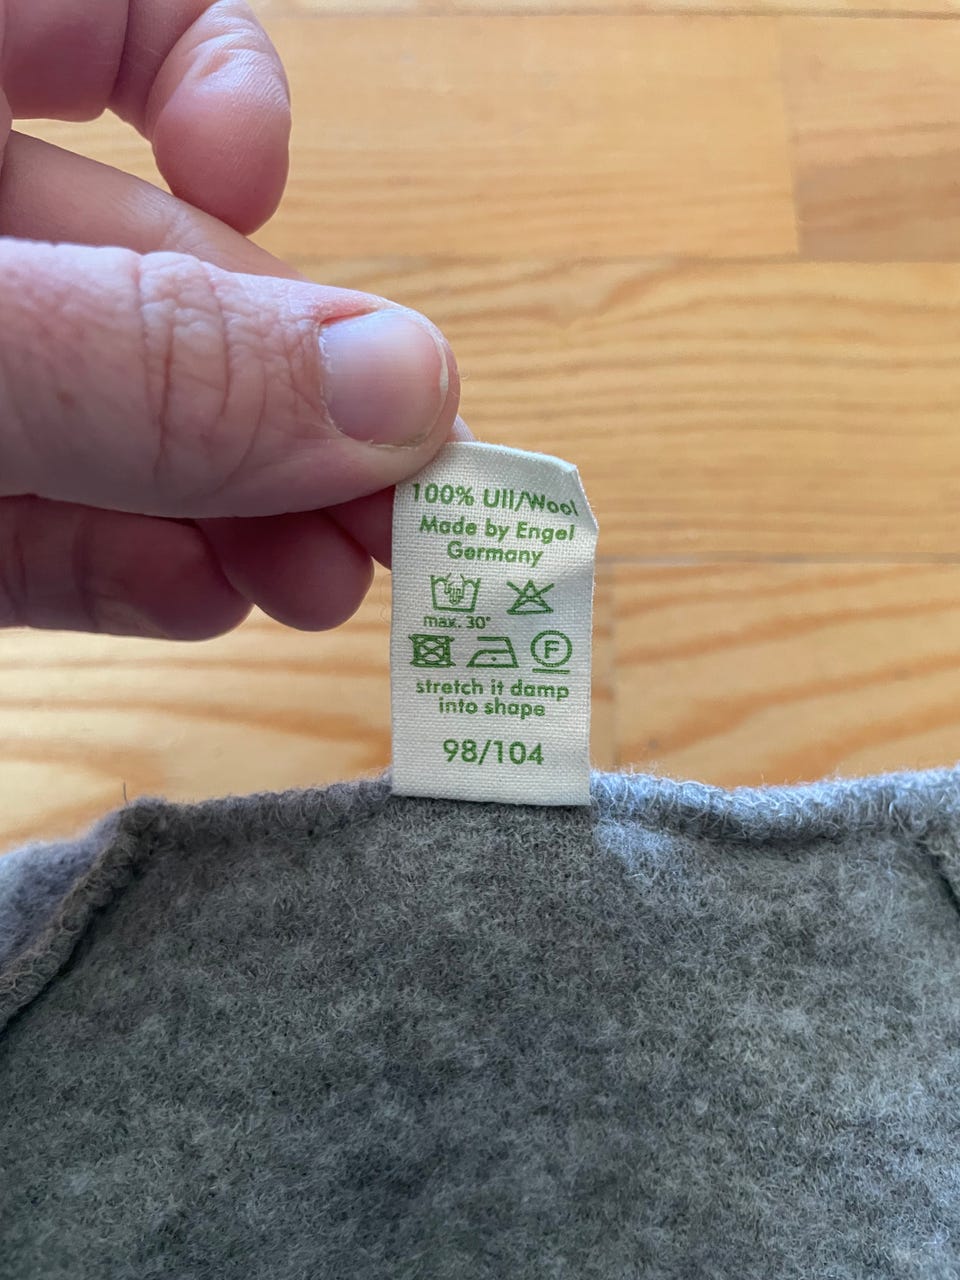 100% Ull/Wool
Made by Engel
Germany
max. 30°
F
stretch it damp
into shape
98/104